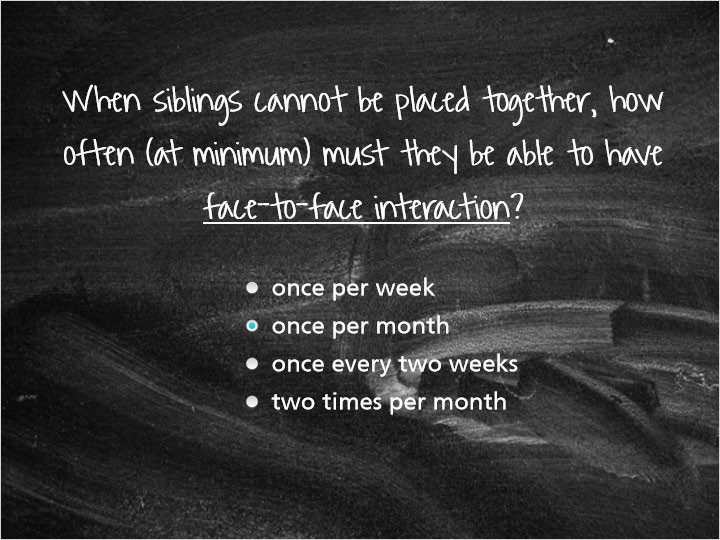 When siblings cannot be placed together, how
often (at minimum) must they be able to have
face-to-face interaction?
once per week
once per month
once every two weeks
two times per month